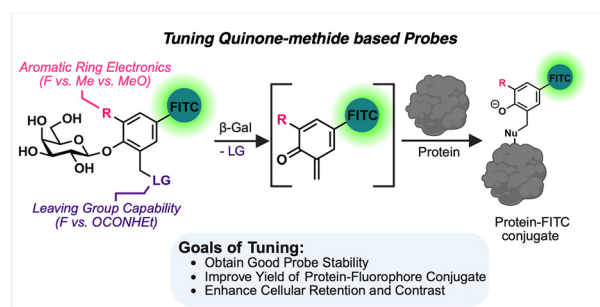 Tuning Quinone-methide based Probes
Aromatic Ring Electronics
(F vs. Me vs. MeO)
R
FITC
OH
OH
HO
O
O
OH
LG
Leaving Group Capability
(F vs. OCONHEt)
β-Gal
- LG
R
FITC
O
Protein
R
FITC
⊖
O
Nu
Protein-FITC
conjugate
Goals of Tuning:
• Obtain Good Probe Stability
• Improve Yield of Protein-Fluorophore Conjugate
• Enhance Cellular Retention and Contrast